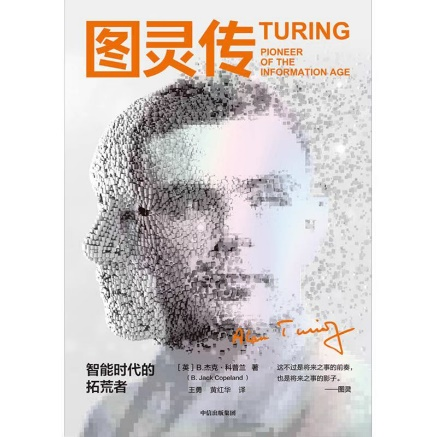 图灵传
TURING
PIONEER
OF THE
INFORMATION AGE
Alan Turing
智能时代的
拓荒者
［英］B.杰克·科普兰 著
(B. Jack Copeland)
王勇 黄红华 译
这不过是将来之事的前奏，
也是将来之事的影子。
——图灵
中信出版集团